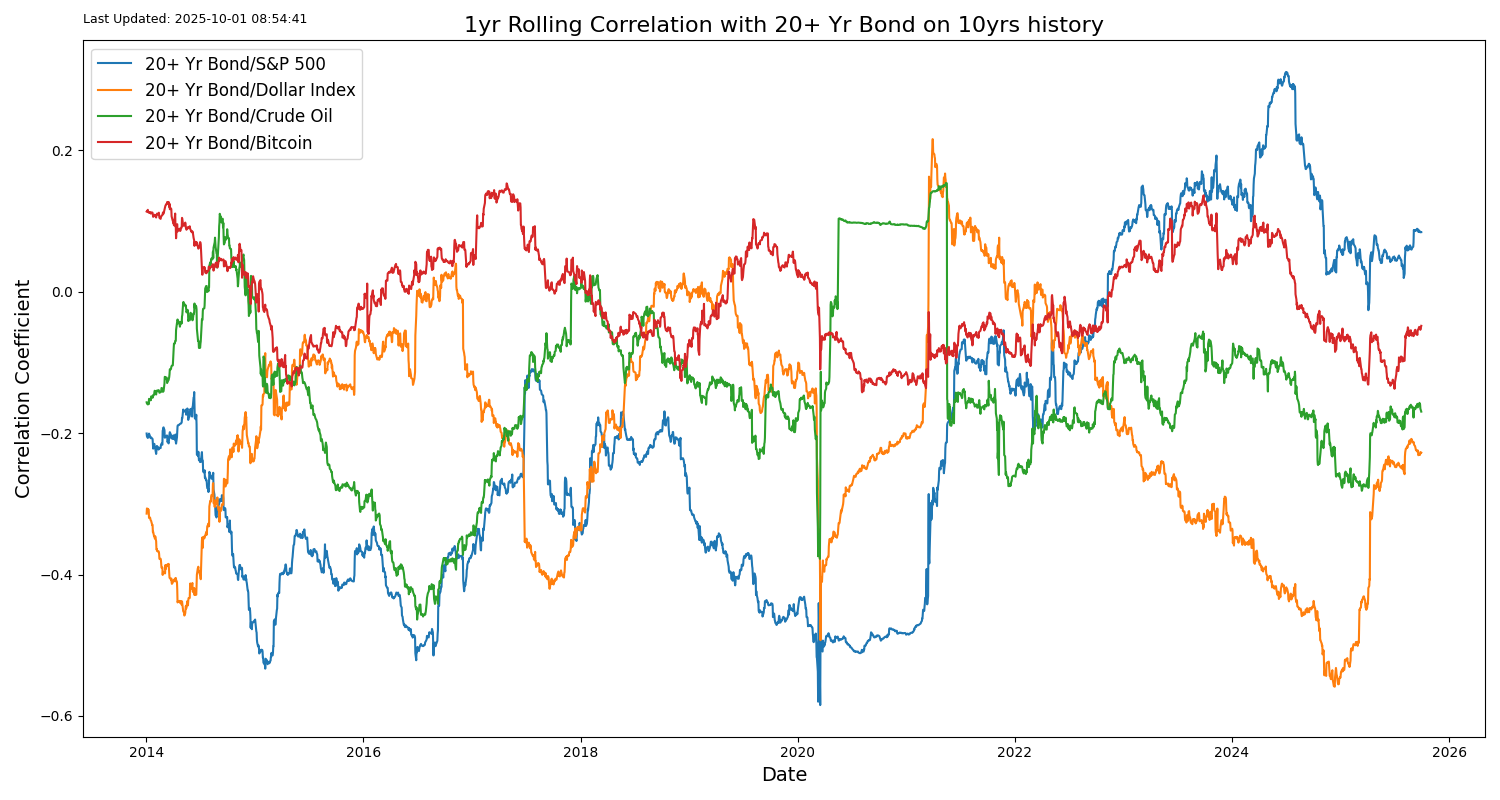 Last Updated: 2025-10-01 08:54:41
1yr Rolling Correlation with 20+ Yr Bond on 10yrs history
20+ Yr Bond/S&P 500
20+ Yr Bond/Dollar Index
20+ Yr Bond/Crude Oil
20+ Yr Bond/Bitcoin
Correlation Coefficient
0.2
0.0
−0.2
−0.4
−0.6
2014
2016
2018
2020
2022
2024
2026
Date